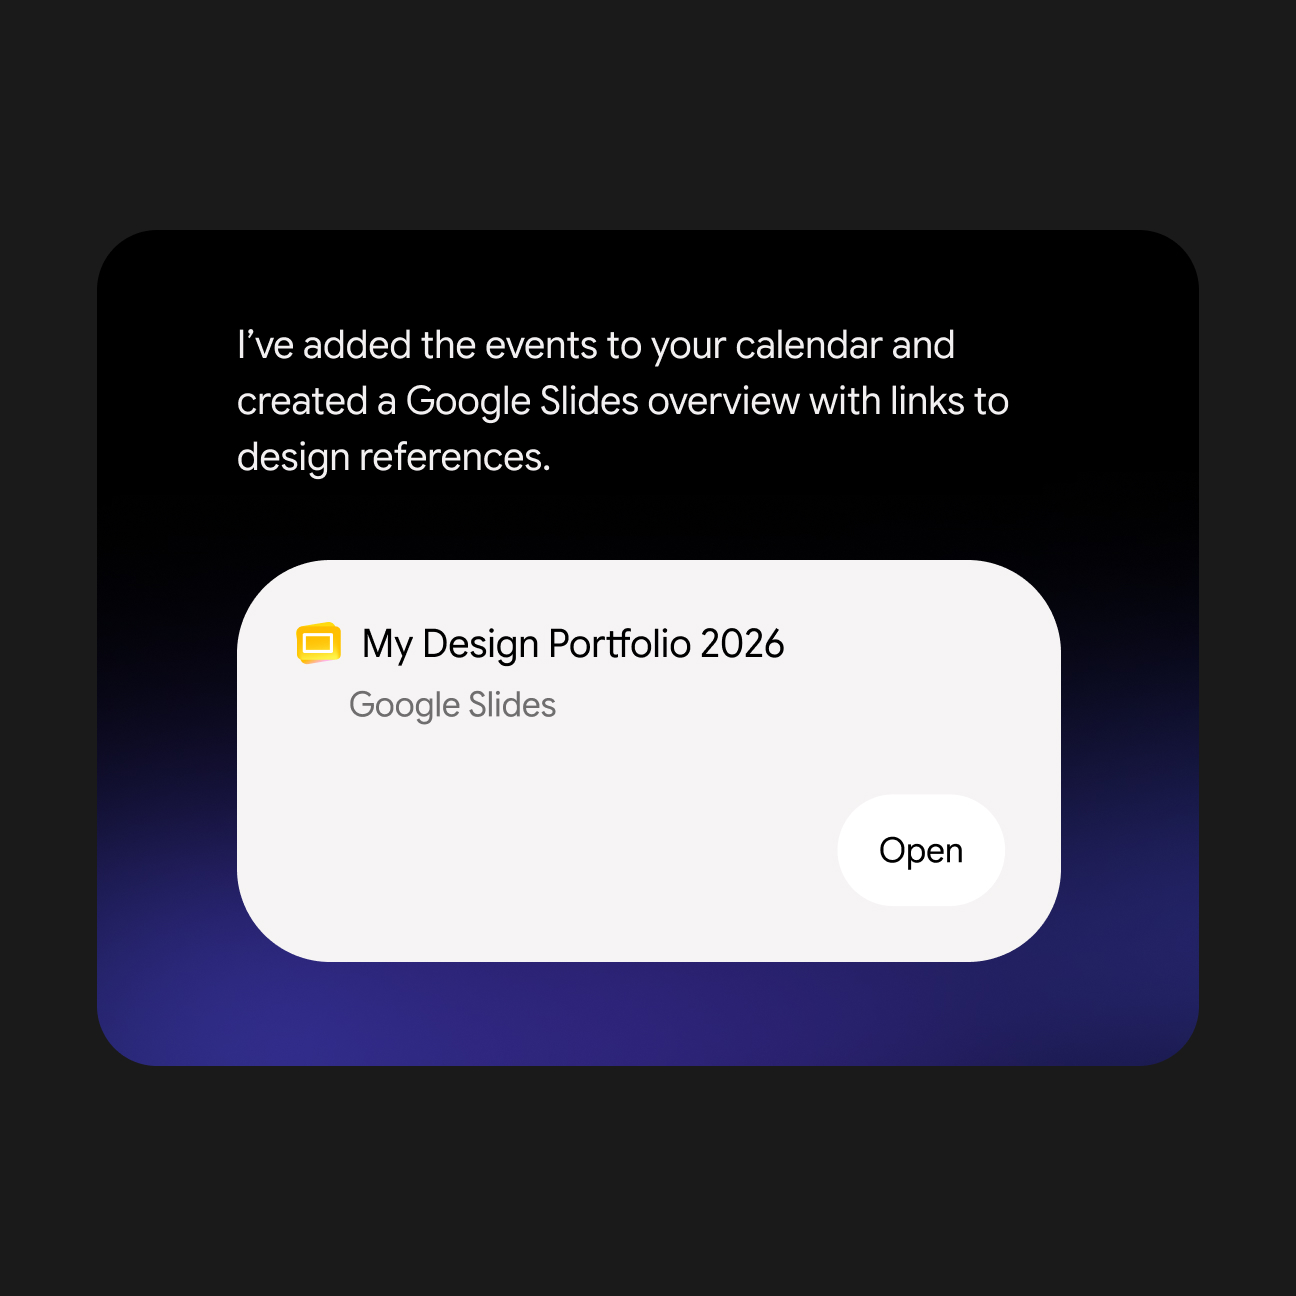 I’ve added the events to your calendar and
created a Google Slides overview with links to
design references.
My Design Portfolio 2026
Google Slides
Open